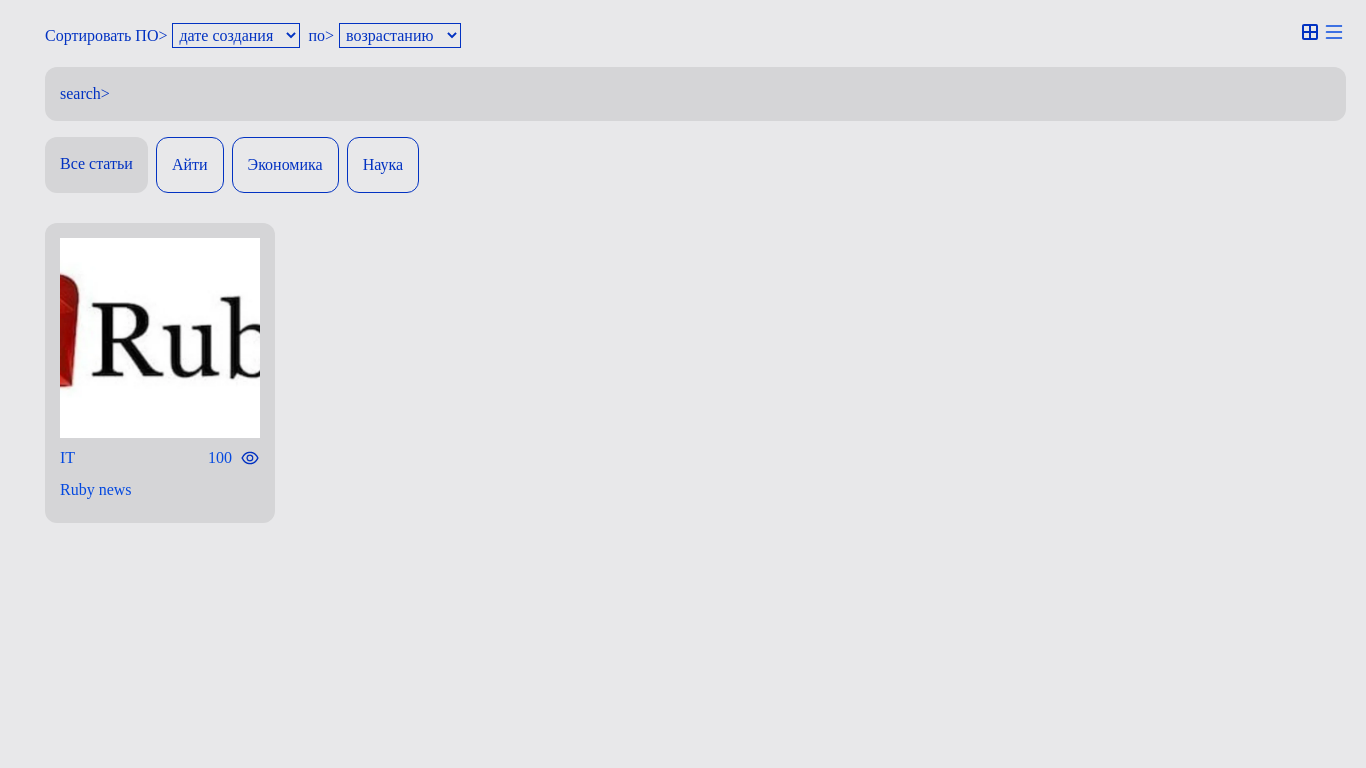 Сортировать ПО> дате создания по> возрастанию
search>
Все статьи Айти Экономика Наука
Rub
IT 100
Ruby news